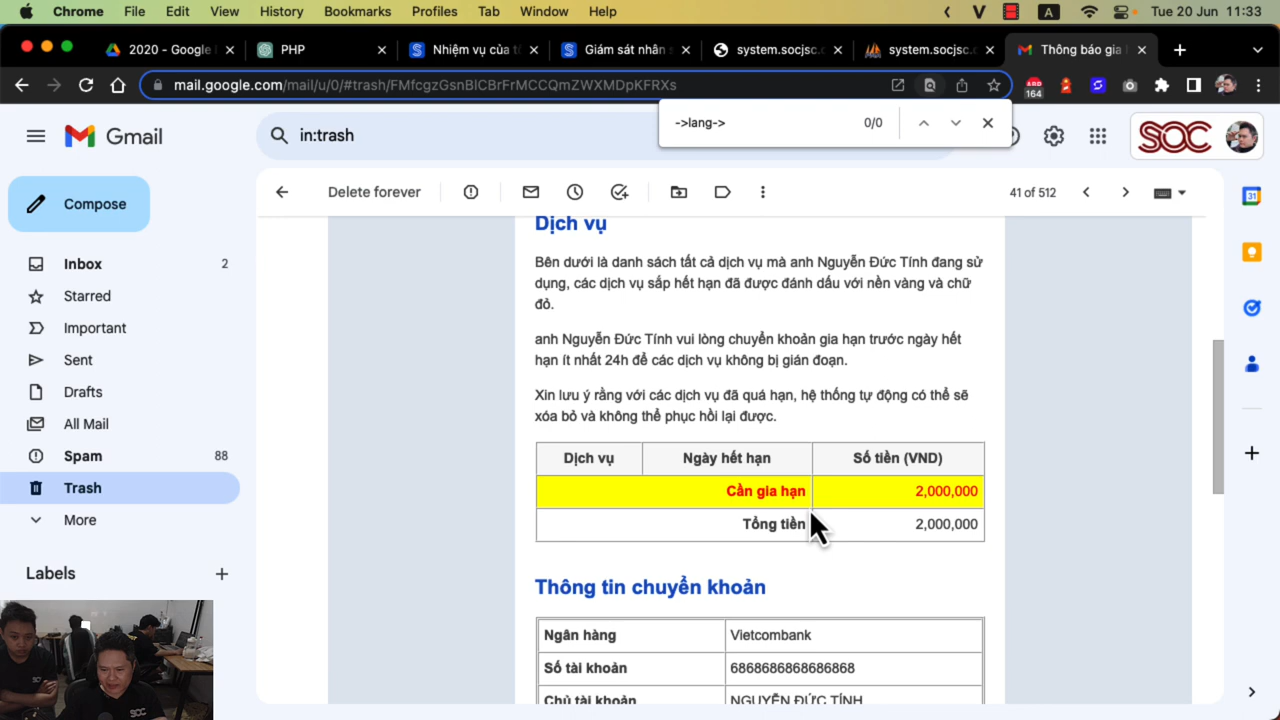 Chrome File Edit View History Bookmarks Profiles Tab Window Help A Tue 20 Jun 11:33
2020 - Google PHP Nhiệm vụ của t Giám sát nhân s system.socjsc. system.socjsc.c Thông báo gia
mail.google.com/mail/u/0/#trash/FMfcgzGsnBlCBrFrMCCQmZWXMDpKFRXs 164
->lang-> 0/0
Gmail in:trash SOC
Compose Delete forever 41 of 512
Inbox 2
Starred
Important
Sent
Drafts
All Mail
Spam 88
Trash
More
Labels
31
Dịch vụ
Bên dưới là danh sách tất cả dịch vụ mà anh Nguyễn Đức Tính đang sử
dụng, các dịch vụ sắp hết hạn đã được đánh dấu với nền vàng và chữ
đỏ.
anh Nguyễn Đức Tính vui lòng chuyển khoản gia hạn trước ngày hết
hạn ít nhất 24h để các dịch vụ không bị gián đoạn.
Xin lưu ý rằng với các dịch vụ đã quá hạn, hệ thống tự động có thể sẽ
xóa bỏ và không thể phục hồi lại được.
Dịch vụ Ngày hết hạn Số tiền (VND)
Cần gia hạn 2,000,000
Tổng tiền 2,000,000
Thông tin chuyển khoản
Ngân hàng Vietcombank
Số tài khoản 6868686868686868
Chủ tài khoản NGUYỄN ĐỨC TÍNH